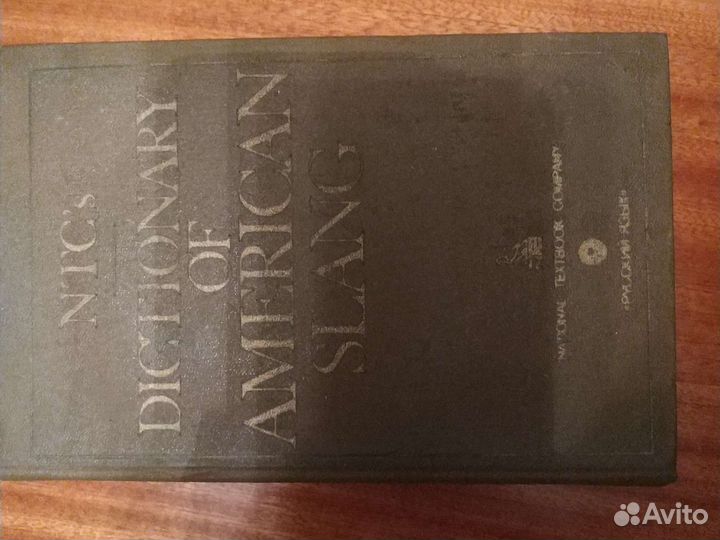 NTC's
DICTIONARY
OF
AMERICAN
SLANG
NATIONAL TEXTBOOK COMPANY
«РУССКИЙ ЯЗЫК»
Avito